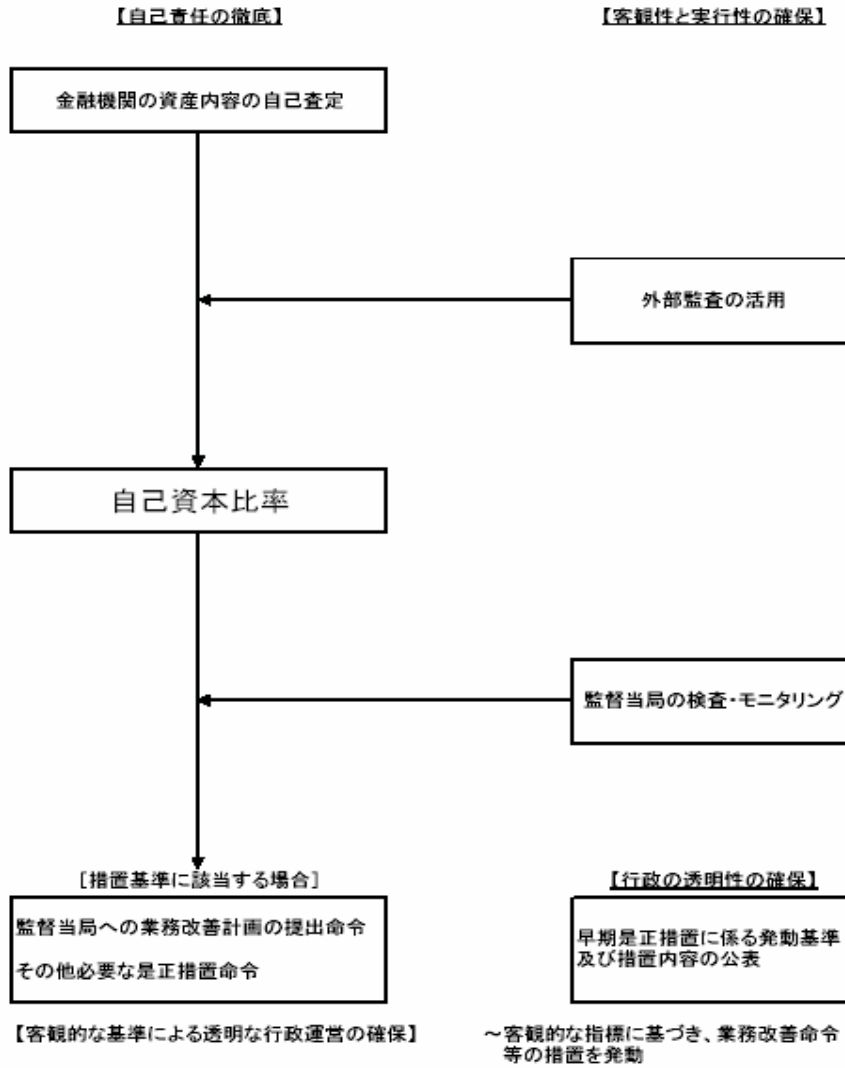 【自己責任の徹底】
【客観性と実行性の確保】
金融機関の資産内容の自己査定
外部監査の活用
自己資本比率
監督当局の検査・モニタリング
［措置基準に該当する場合］
【行政の透明性の確保】
監督当局への業務改善計画の提出命令
その他必要な是正措置命令
早期是正措置に係る発動基準
及び措置内容の公表
【客観的な基準による透明な行政運営の確保】
～客観的な指標に基づき、業務改善命令
等の措置を発動